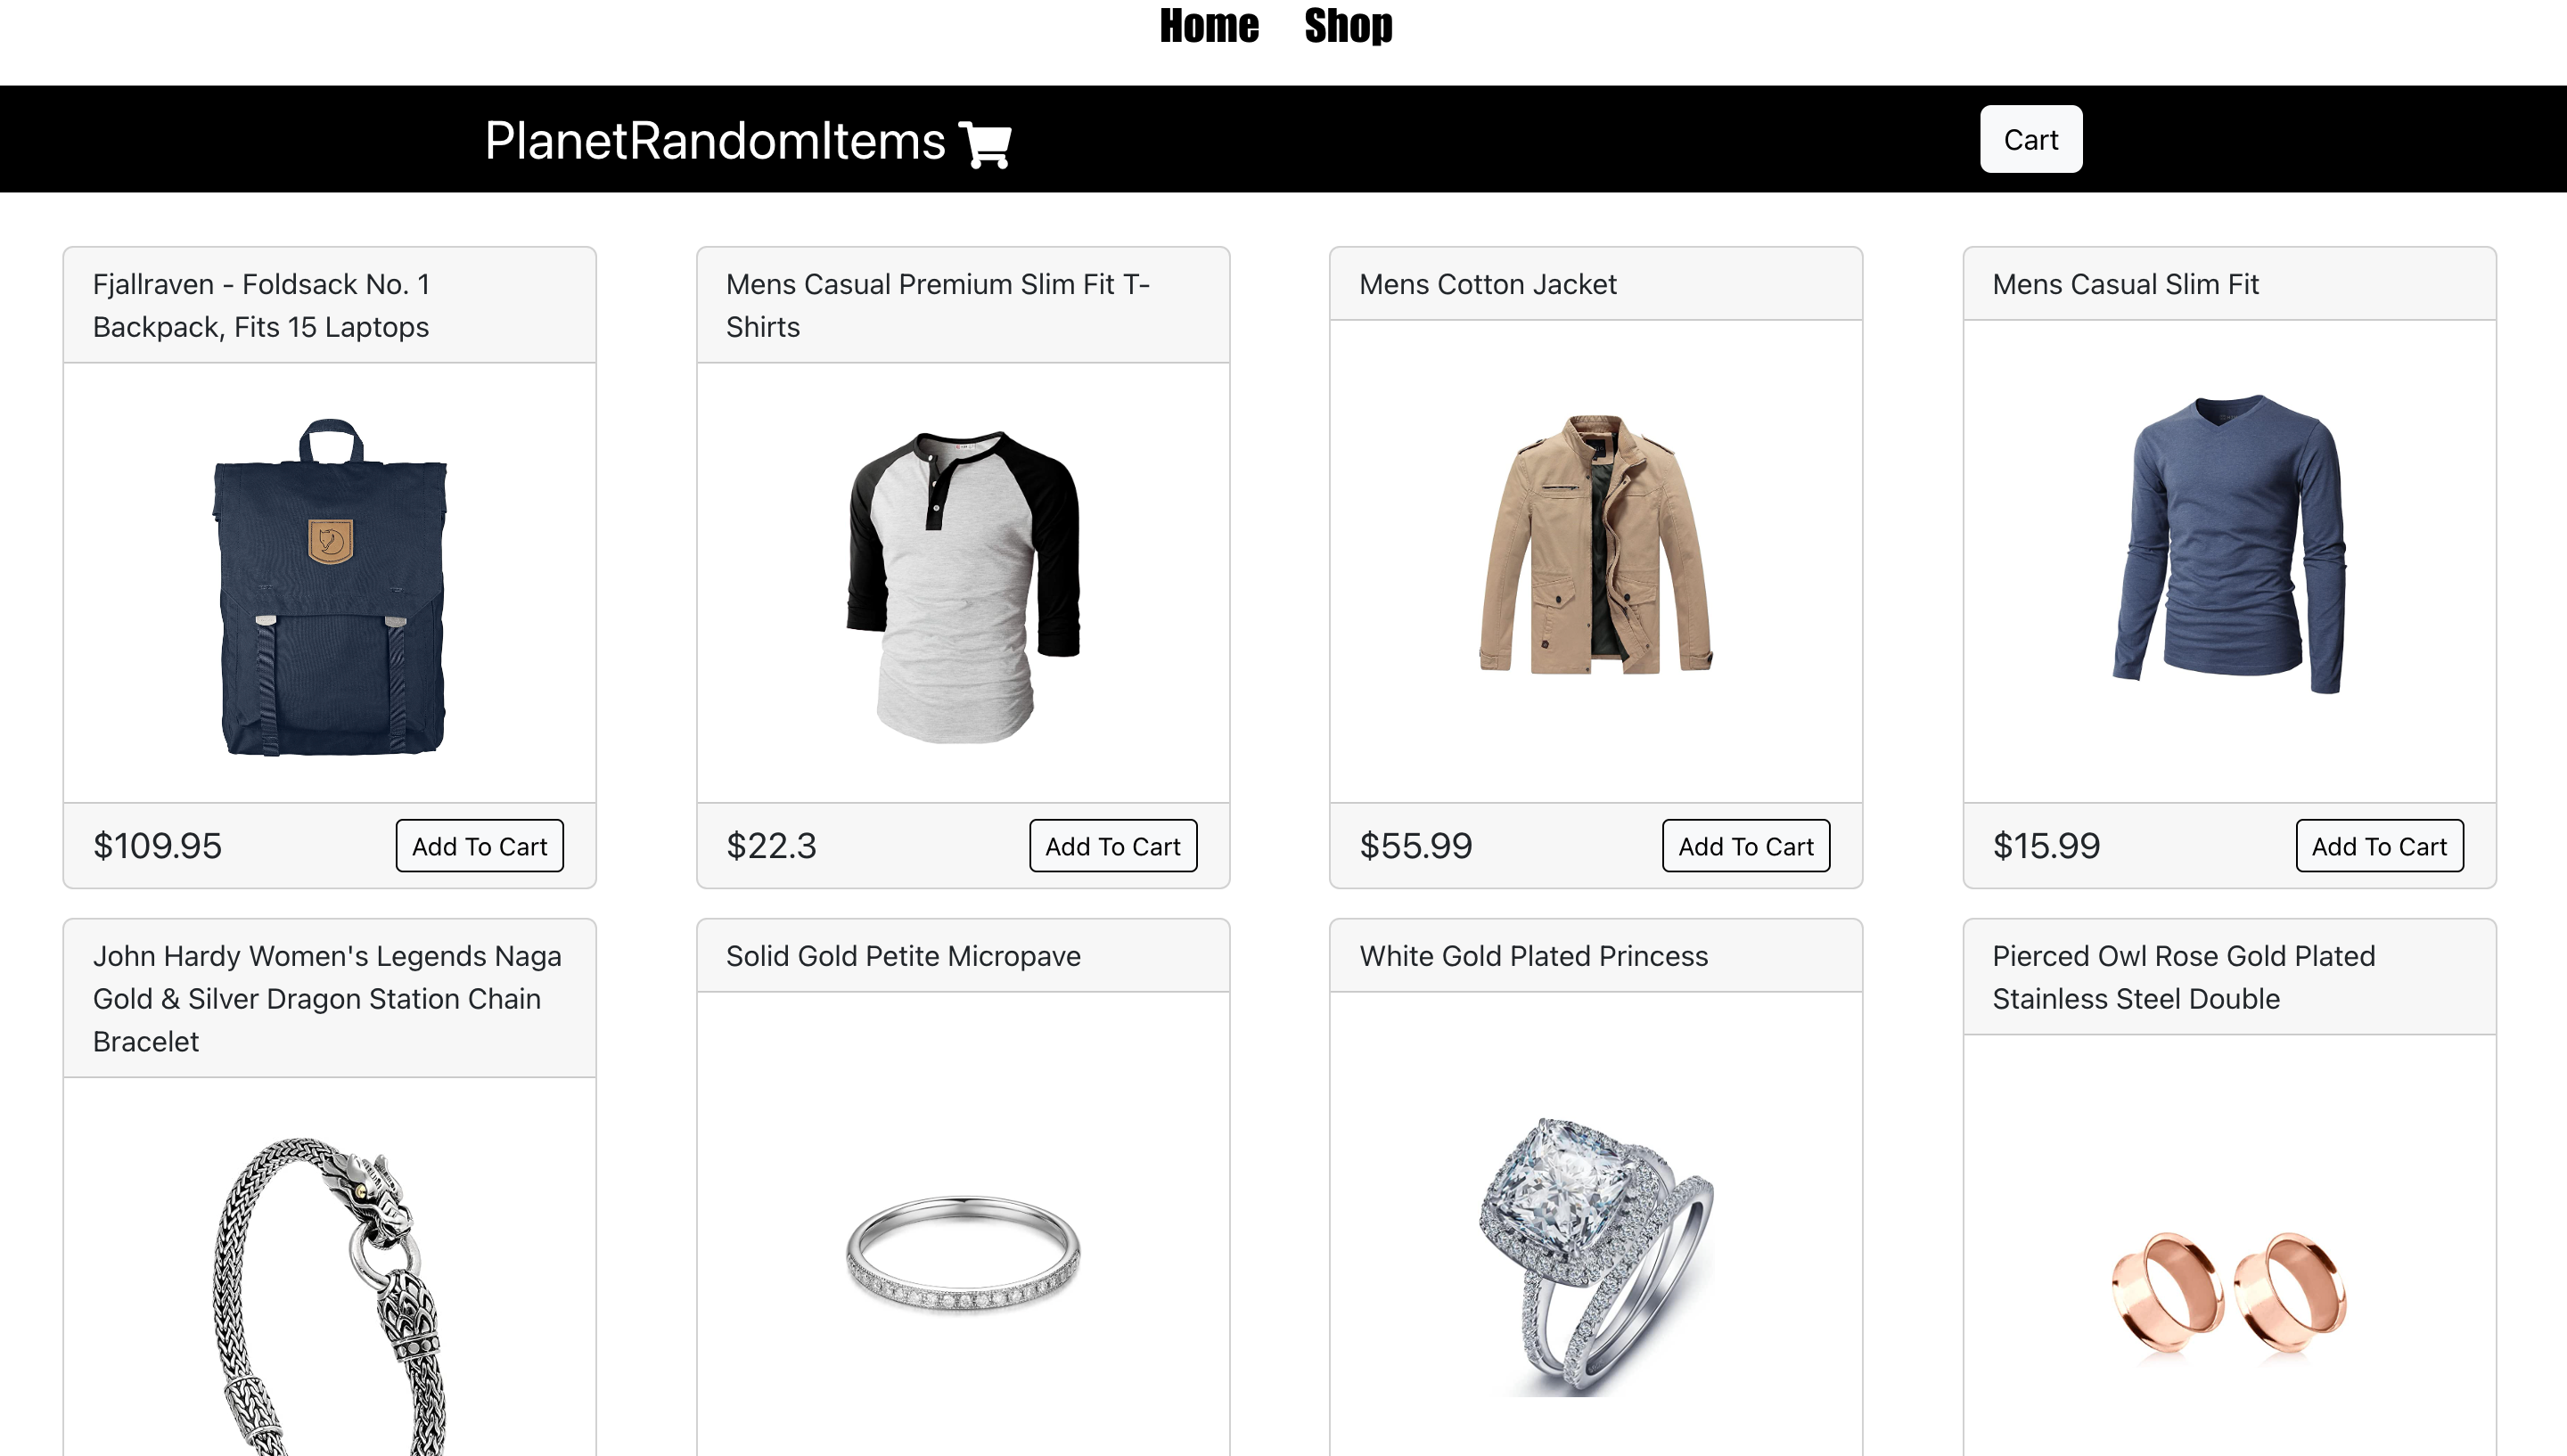 Home Shop
PlanetRandomItems
Cart
Fjallraven - Foldsack No. 1
Backpack, Fits 15 Laptops
Mens Casual Premium Slim Fit T-
Shirts
Mens Cotton Jacket
Mens Casual Slim Fit
$109.95
Add To Cart
$22.3
Add To Cart
$55.99
Add To Cart
$15.99
Add To Cart
John Hardy Women's Legends Naga
Gold & Silver Dragon Station Chain
Bracelet
Solid Gold Petite Micropave
White Gold Plated Princess
Pierced Owl Rose Gold Plated
Stainless Steel Double